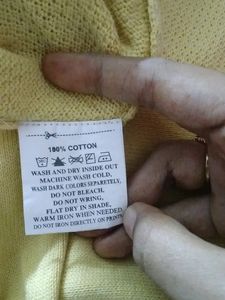 100% COTTON
WASH AND DRY INSIDE OUT
MACHINE WASH COLD,
WASH DARK COLORS SEPARETELY,
DO NOT BLEACH,
DO NOT WRING,
FLAT DRY IN SHADE,
WARM IRON WHEN NEEDED,
DO NOT IRON DIRECTLY ON PRINTS